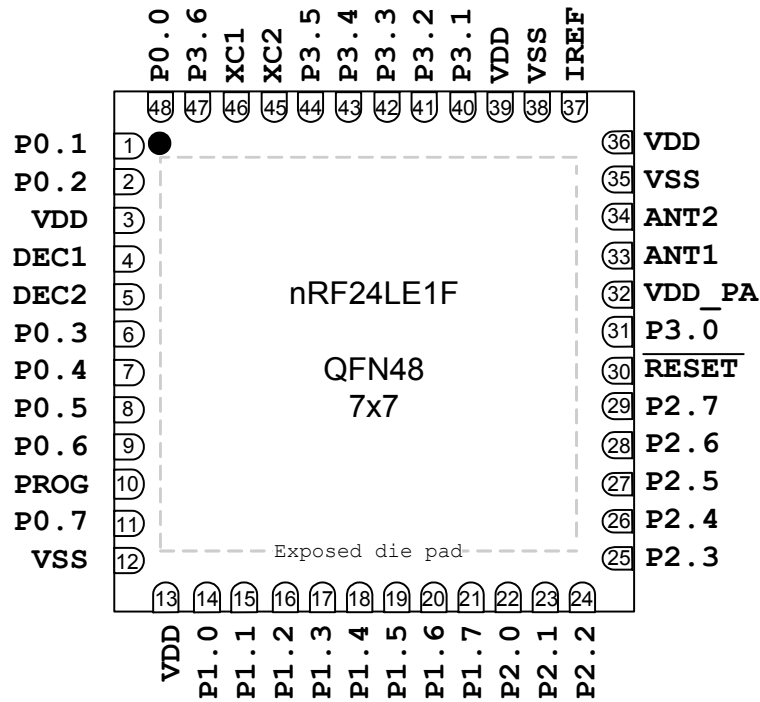 P0.0 P3.6 XC1 XC2 P3.5 P3.4 P3.3 P3.2 P3.1 VDD VSS IREF
48 47 46 45 44 43 42 41 40 39 38 37
P0.1 1 36 VDD
P0.2 2 35 VSS
VDD 3 34 ANT2
DEC1 4 33 ANT1
DEC2 5 nRF24LE1F 32 VDD_PA
P0.3 6 31 P3.0
P0.4 7 QFN48 30 RESET
P0.5 8 7x7 29 P2.7
P0.6 9 28 P2.6
PROG 10 27 P2.5
P0.7 11 26 P2.4
VSS 12 Exposed die pad 25 P2.3
13 14 15 16 17 18 19 20 21 22 23 24
VDD P1.0 P1.1 P1.2 P1.3 P1.4 P1.5 P1.6 P1.7 P2.0 P2.1 P2.2